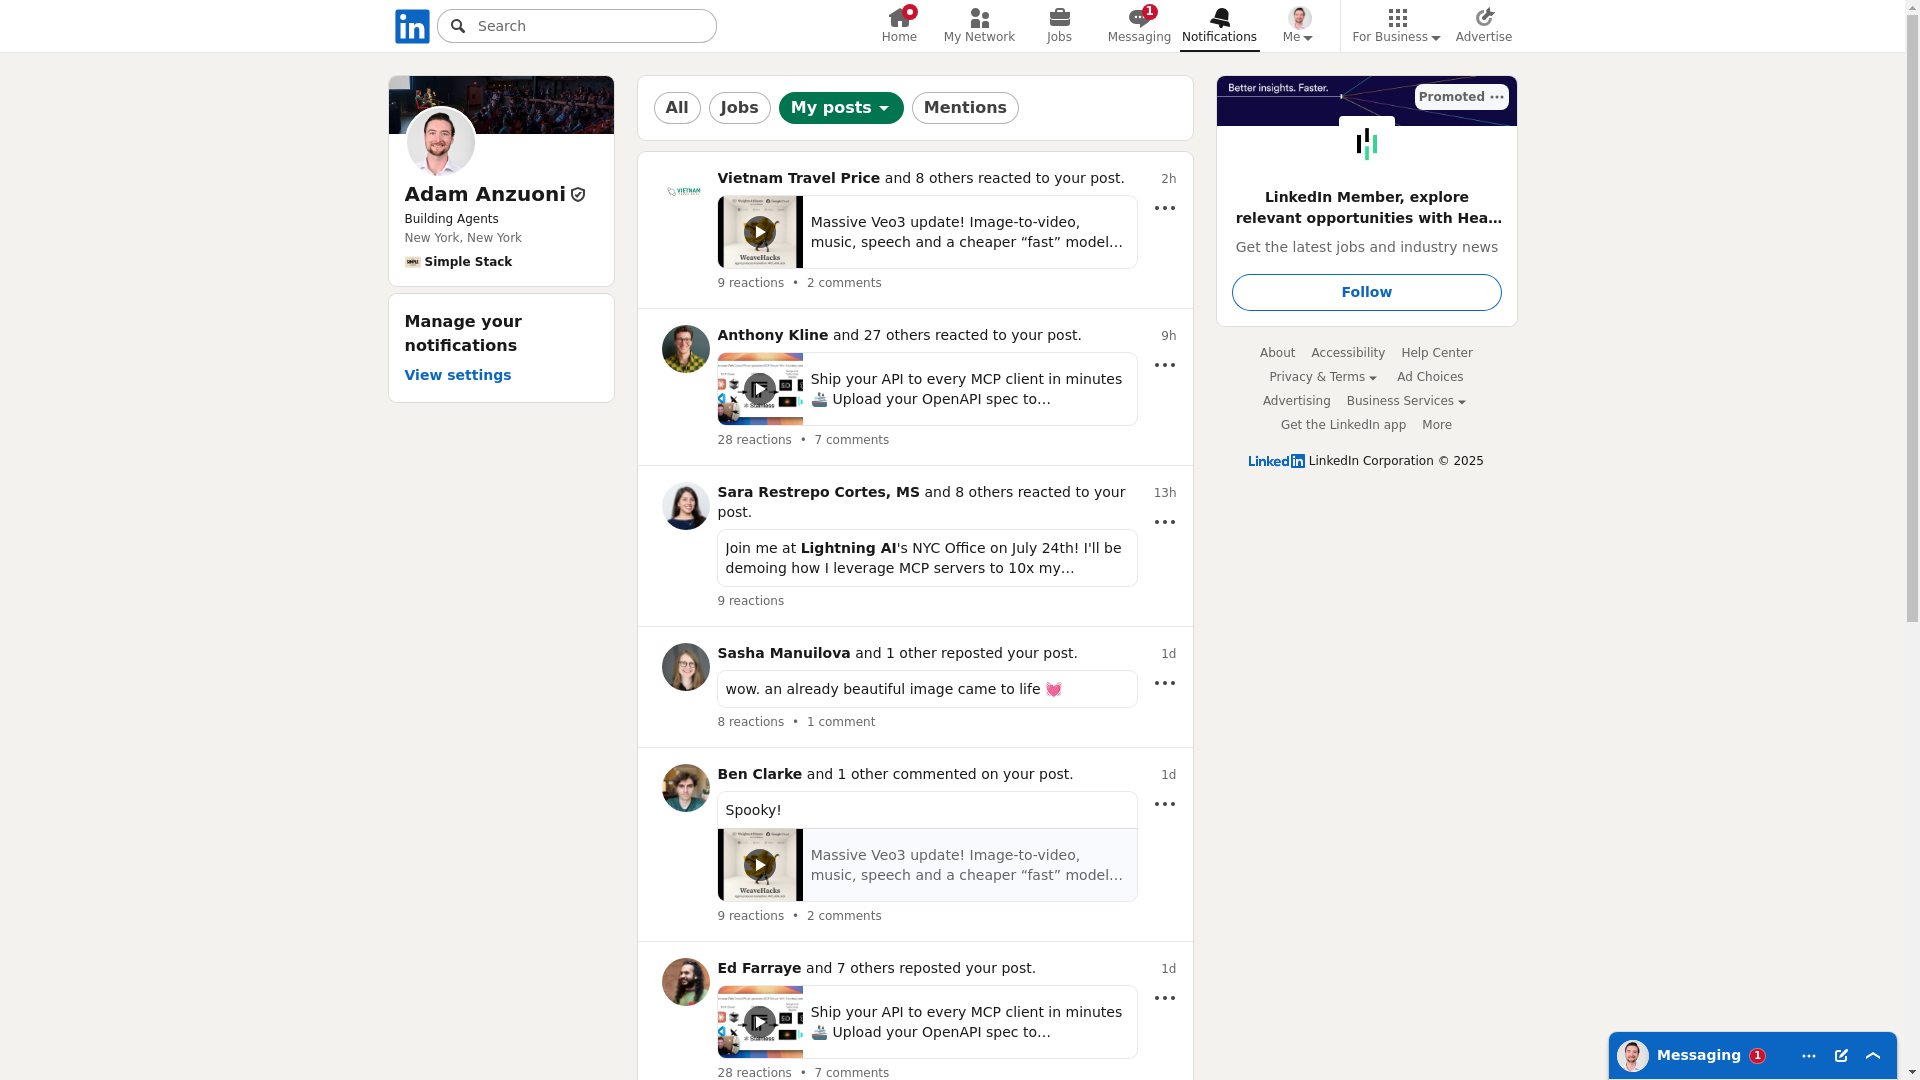 in
Search
Home
My Network
Jobs
1
Messaging
Notifications
Me
For Business
Advertise
Adam Anzuoni
Building Agents
New York, New York
Simple Stack
Manage your
notifications
View settings
All
Jobs
My posts
Mentions
VIETNAM
Vietnam Travel Price and 8 others reacted to your post.
2h
WeaveHacks
Massive Veo3 update! Image-to-video,
music, speech and a cheaper “fast” model…
9 reactions • 2 comments
Anthony Kline and 27 others reacted to your post.
9h
Stainless
Ship your API to every MCP client in minutes
🚢 Upload your OpenAPI spec to…
28 reactions • 7 comments
Sara Restrepo Cortes, MS and 8 others reacted to your
post.
13h
Join me at Lightning AI's NYC Office on July 24th! I'll be
demoing how I leverage MCP servers to 10x my…
9 reactions
Sasha Manuilova and 1 other reposted your post.
1d
wow. an already beautiful image came to life 💓
8 reactions • 1 comment
Ben Clarke and 1 other commented on your post.
1d
Spooky!
WeaveHacks
Massive Veo3 update! Image-to-video,
music, speech and a cheaper “fast” model…
9 reactions • 2 comments
Ed Farraye and 7 others reposted your post.
1d
Stainless
Ship your API to every MCP client in minutes
🚢 Upload your OpenAPI spec to…
28 reactions • 7 comments
Better insights. Faster.
Promoted
LinkedIn Member, explore
relevant opportunities with Hea...
Get the latest jobs and industry news
Follow
About Accessibility Help Center
Privacy & Terms Ad Choices
Advertising Business Services
Get the LinkedIn app More
LinkedIn LinkedIn Corporation © 2025
Messaging 1